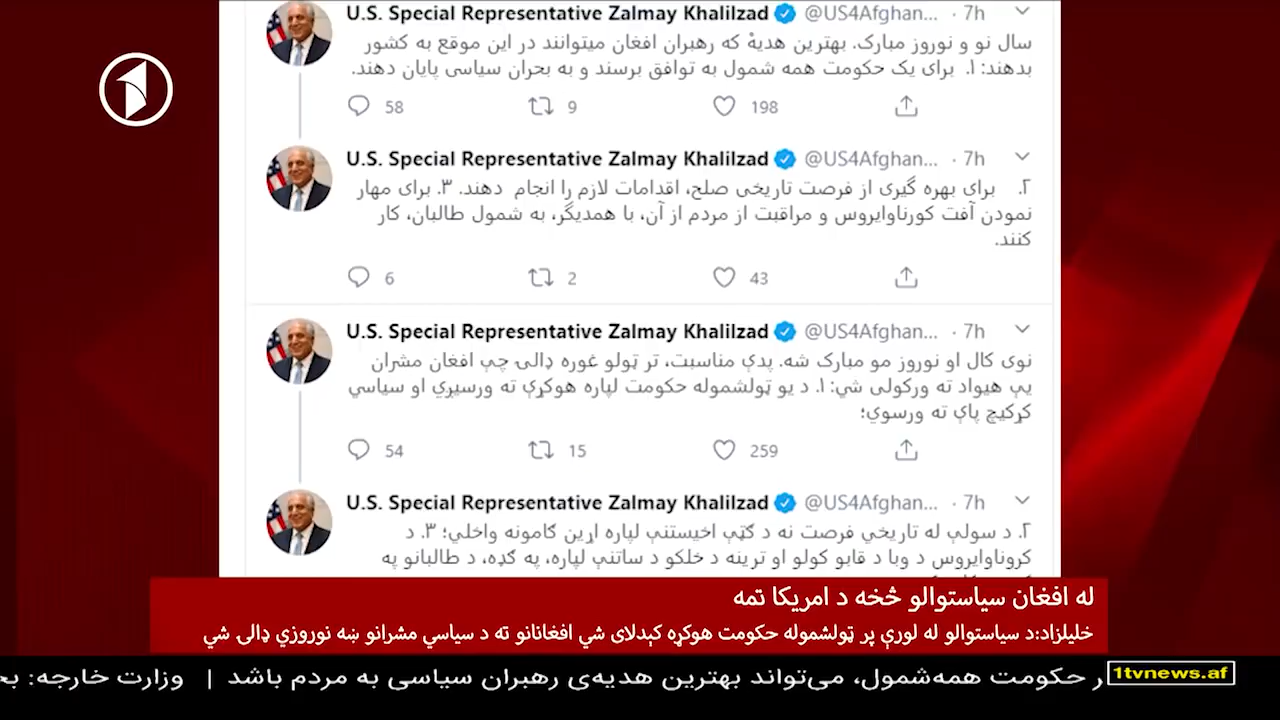 U.S. Special Representative Zalmay Khalilzad @US4Afghan... · 7h
سال نو و نوروز مبارک. بهترین هدیهٔ که رهبران افغان میتوانند در این موقع به کشور
بدهند: ۱. برای یک حکومت همه شمول به توافق برسند و به بحران سیاسی پایان دهند.
58 9 198
U.S. Special Representative Zalmay Khalilzad @US4Afghan... · 7h
۲. برای بهره گیری از فرصت تاریخی صلح، اقدامات لازم را انجام دهند. ۳. برای مهار
نمودن آفت کورناوایروس و مراقبت از مردم از آن، با همدیگر، به شمول طالبان، کار
کنند.
6 2 43
U.S. Special Representative Zalmay Khalilzad @US4Afghan... · 7h
نوی کال او نوروز مو مبارک شه. پدې مناسبت، تر ټولو غوره ډالۍ چې افغان مشران
یې هیواد ته ورکولی شي: ۱. د یو ټولشموله حکومت لپاره هوکړې ته ورسیږي او سیاسي
کړکیچ پای ته ورسوي؛
54 15 259
U.S. Special Representative Zalmay Khalilzad @US4Afghan... · 7h
۲. د سولې له تاریخي فرصت نه د ګټې اخیستنې لپاره اړین ګامونه واخلي؛ ۳. د
کروناوایروس د وبا د قابو کولو او ترینه د خلکو د ساتنې لپاره، په ګډه، د طالبانو په
له افغان سیاستوالو څخه د امریکا تمه
خلیلزاد:د سیاستوالو له لورې پر ټولشموله حکومت هوکړه کېدلای شي افغانانو ته د سیاسي مشرانو ښه نوروزي ډالۍ شي
ر حکومت همه‌شمول، می‌تواند بهترین هدیه‌ی رهبران سیاسی به مردم باشد | وزارت خارجه: بح
1tvnews.af